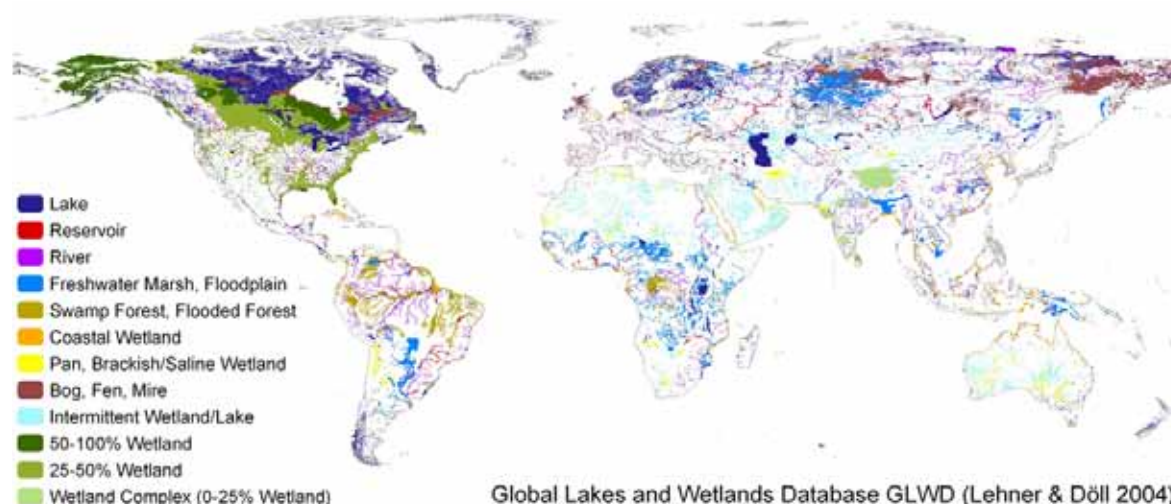 Lake
Reservoir
River
Freshwater Marsh, Floodplain
Swamp Forest, Flooded Forest
Coastal Wetland
Pan, Brackish/Saline Wetland
Bog, Fen, Mire
Intermittent Wetland/Lake
50-100% Wetland
25-50% Wetland
Wetland Complex (0-25% Wetland)
Global Lakes and Wetlands Database GLWD (Lehner & Döll 2004)